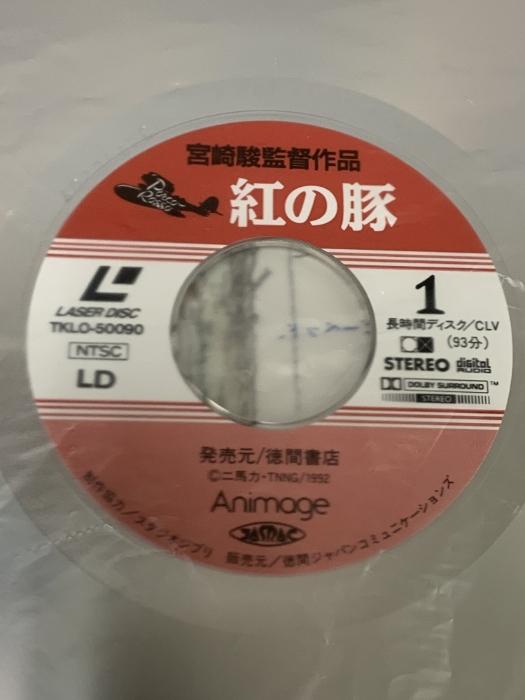 宮崎駿監督作品
Porco Rosso
紅の豚
LASER DISC
TKLO-50090
NTSC
LD
1
長時間ディスク/CLV
(93分)
STEREO digital AUDIO
DOLBY SURROUND TM
STEREO
発売元/徳間書店
©二馬力・TNNG/1992
Animage
JASRAC
制作協力/スタジオジブリ
販売元/徳間ジャパンコミュニケーションズ